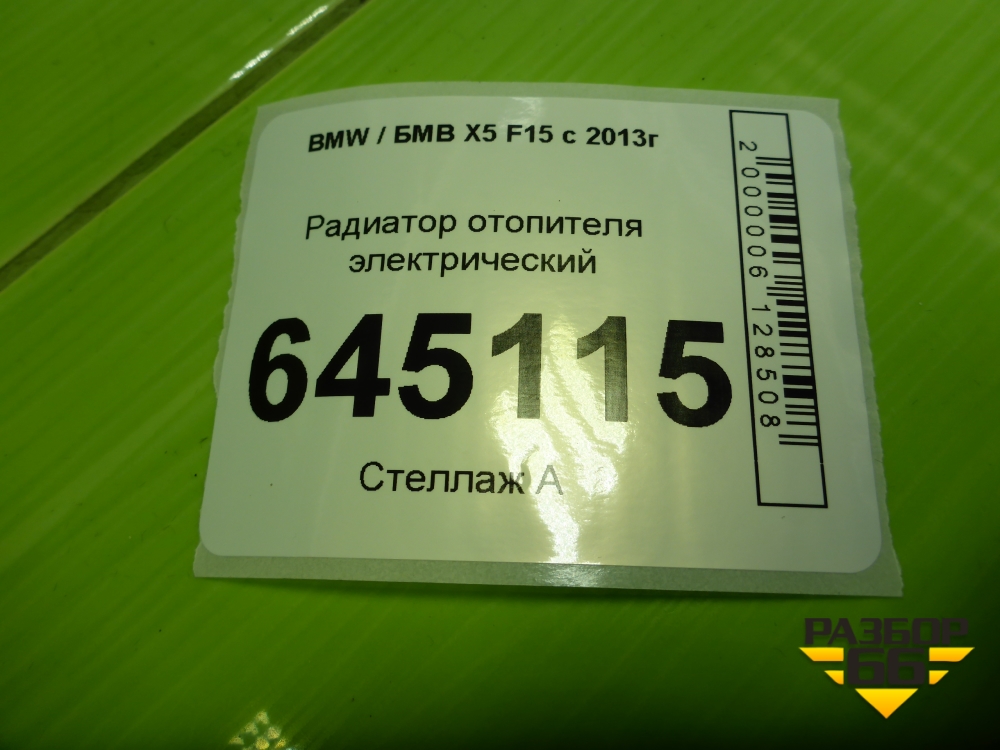 BMW / БМВ X5 F15 с 2013г
Радиатор отопителя
электрический
645115
Стеллаж А
2000006128508
РАЗБОР
66